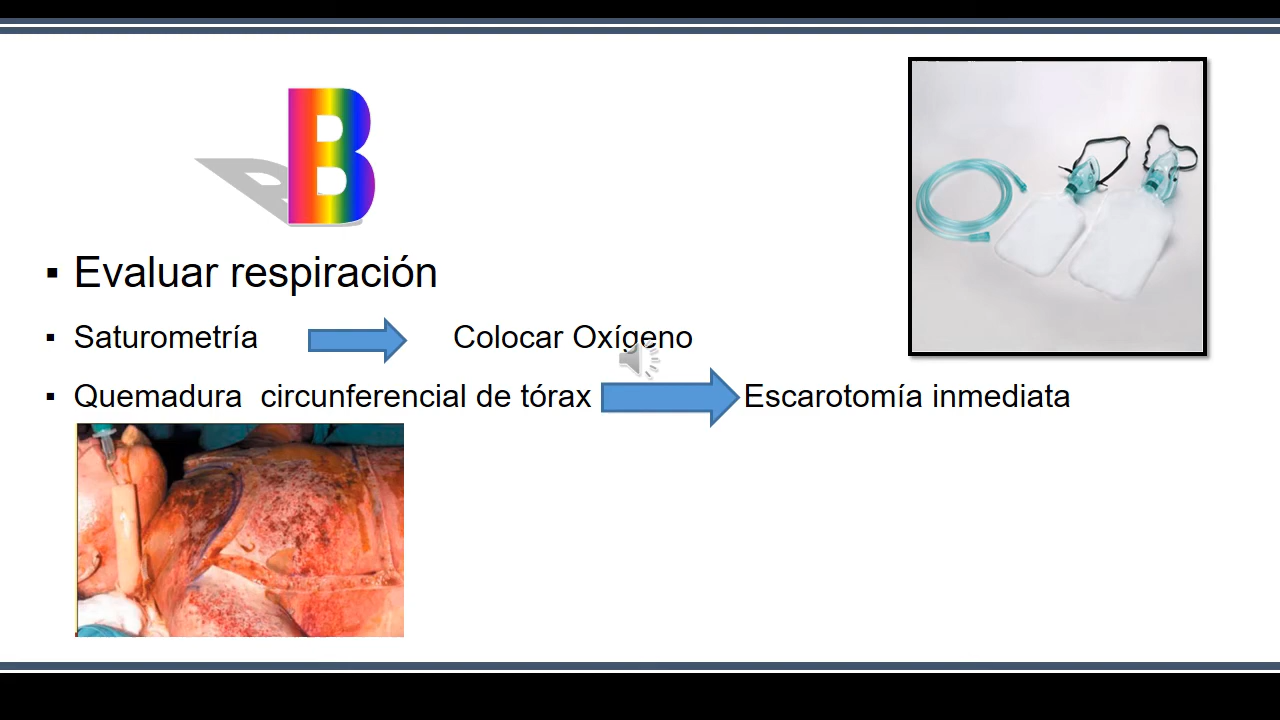 B
Evaluar respiración
Saturometría Colocar Oxígeno
Quemadura circunferencial de tórax Escarotomía inmediata